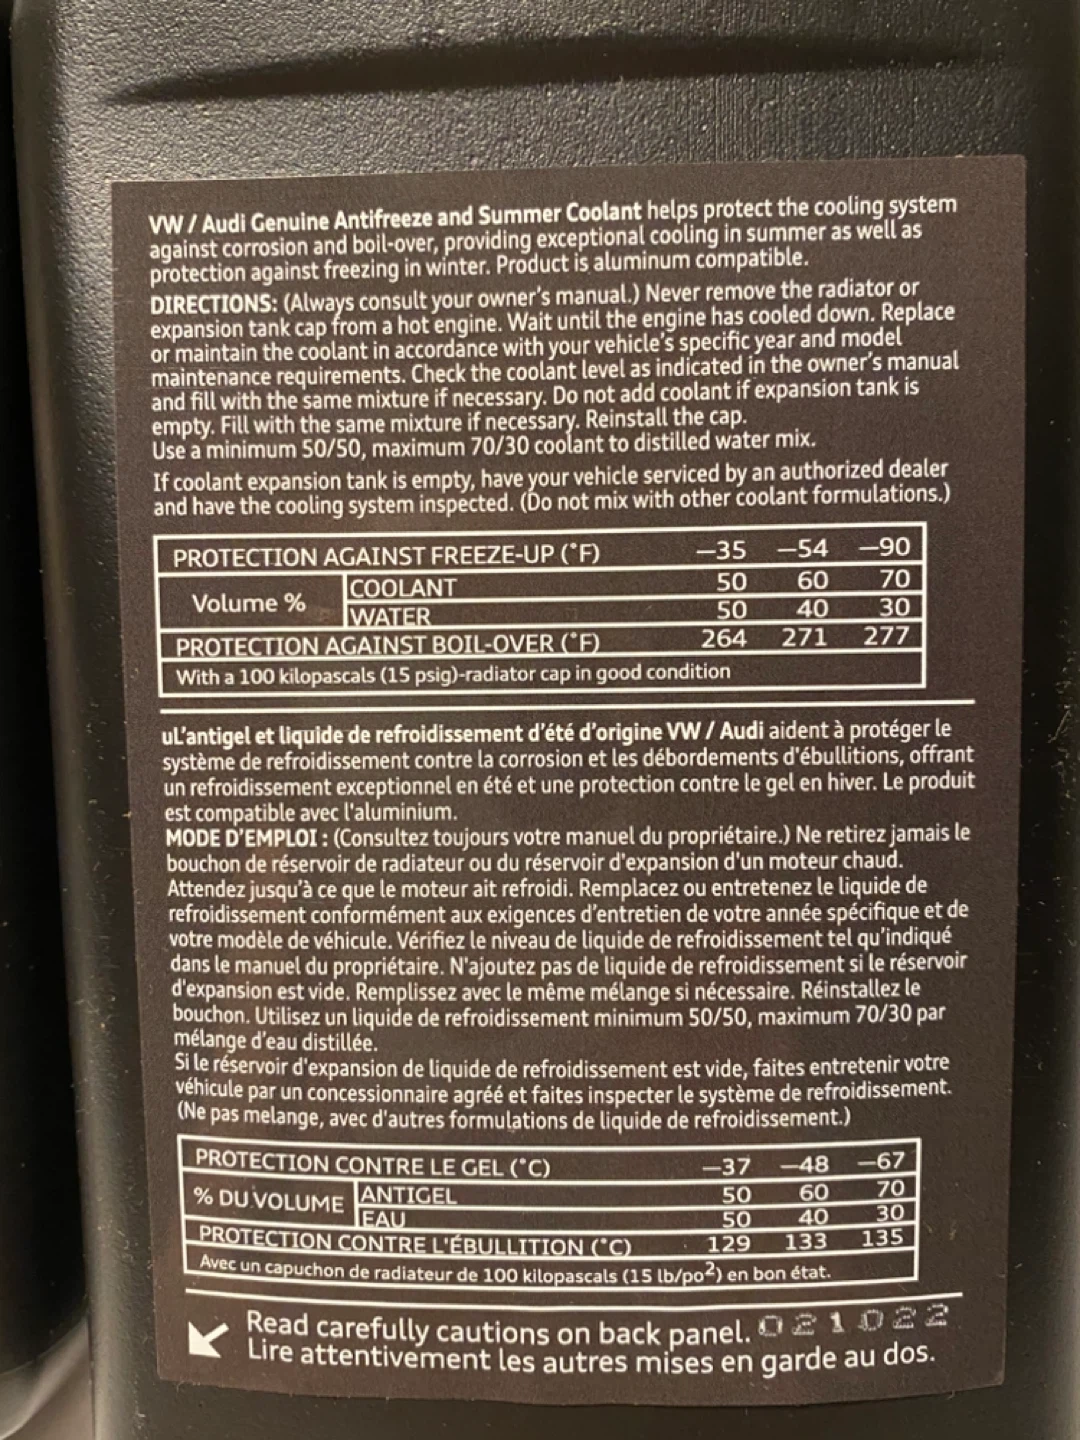 VW / Audi Genuine Antifreeze and Summer Coolant helps protect the cooling system
against corrosion and boil-over, providing exceptional cooling in summer as well as
protection against freezing in winter. Product is aluminum compatible.
DIRECTIONS: (Always consult your owner's manual.) Never remove the radiator or
expansion tank cap from a hot engine. Wait until the engine has cooled down. Replace
or maintain the coolant in accordance with your vehicle's specific year and model
maintenance requirements. Check the coolant level as indicated in the owner's manual
and fill with the same mixture if necessary. Do not add coolant if expansion tank is
empty. Fill with the same mixture if necessary. Reinstall the cap.
Use a minimum 50/50, maximum 70/30 coolant to distilled water mix.
If coolant expansion tank is empty, have your vehicle serviced by an authorized dealer
and have the cooling system inspected. (Do not mix with other coolant formulations.)
PROTECTION AGAINST FREEZE-UP (°F) –35 –54 –90
Volume % COOLANT 50 60 70
WATER 50 40 30
PROTECTION AGAINST BOIL-OVER (°F) 264 271 277
With a 100 kilopascals (15 psig)-radiator cap in good condition
uL'antigel et liquide de refroidissement d'été d'origine VW / Audi aident à protéger le
système de refroidissement contre la corrosion et les débordements d'ébullitions, offrant
un refroidissement exceptionnel en été et une protection contre le gel en hiver. Le produit
est compatible avec l'aluminium.
MODE D'EMPLOI : (Consultez toujours votre manuel du propriétaire.) Ne retirez jamais le
bouchon de réservoir de radiateur ou du réservoir d'expansion d'un moteur chaud.
Attendez jusqu'à ce que le moteur ait refroidi. Remplacez ou entretenez le liquide de
refroidissement conformément aux exigences d'entretien de votre année spécifique et de
votre modèle de véhicule. Vérifiez le niveau de liquide de refroidissement tel qu'indiqué
dans le manuel du propriétaire. N'ajoutez pas de liquide de refroidissement si le réservoir
d'expansion est vide. Remplissez avec le même mélange si nécessaire. Réinstallez le
bouchon. Utilisez un liquide de refroidissement minimum 50/50, maximum 70/30 par
mélange d'eau distillée.
Si le réservoir d'expansion de liquide de refroidissement est vide, faites entretenir votre
véhicule par un concessionnaire agréé et faites inspecter le système de refroidissement.
(Ne pas melange, avec d'autres formulations de liquide de refroidissement.)
PROTECTION CONTRE LE GEL (°C) –37 –48 –67
% DU VOLUME ANTIGEL 50 60 70
EAU 50 40 30
PROTECTION CONTRE L'ÉBULLITION (°C) 129 133 135
Avec un capuchon de radiateur de 100 kilopascals (15 lb/po²) en bon état.
Read carefully cautions on back panel. 021022
Lire attentivement les autres mises en garde au dos.